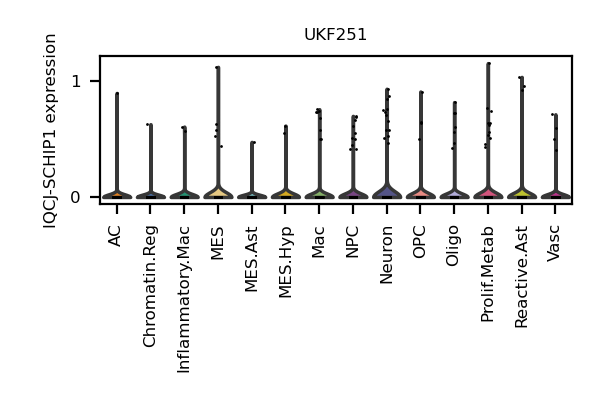 UKF251
IQCJ-SCHIP1 expression
1
0
AC
Chromatin.Reg
Inflammatory.Mac
MES
MES.Ast
MES.Hyp
Mac
NPC
Neuron
OPC
Oligo
Prolif.Metab
Reactive.Ast
Vasc